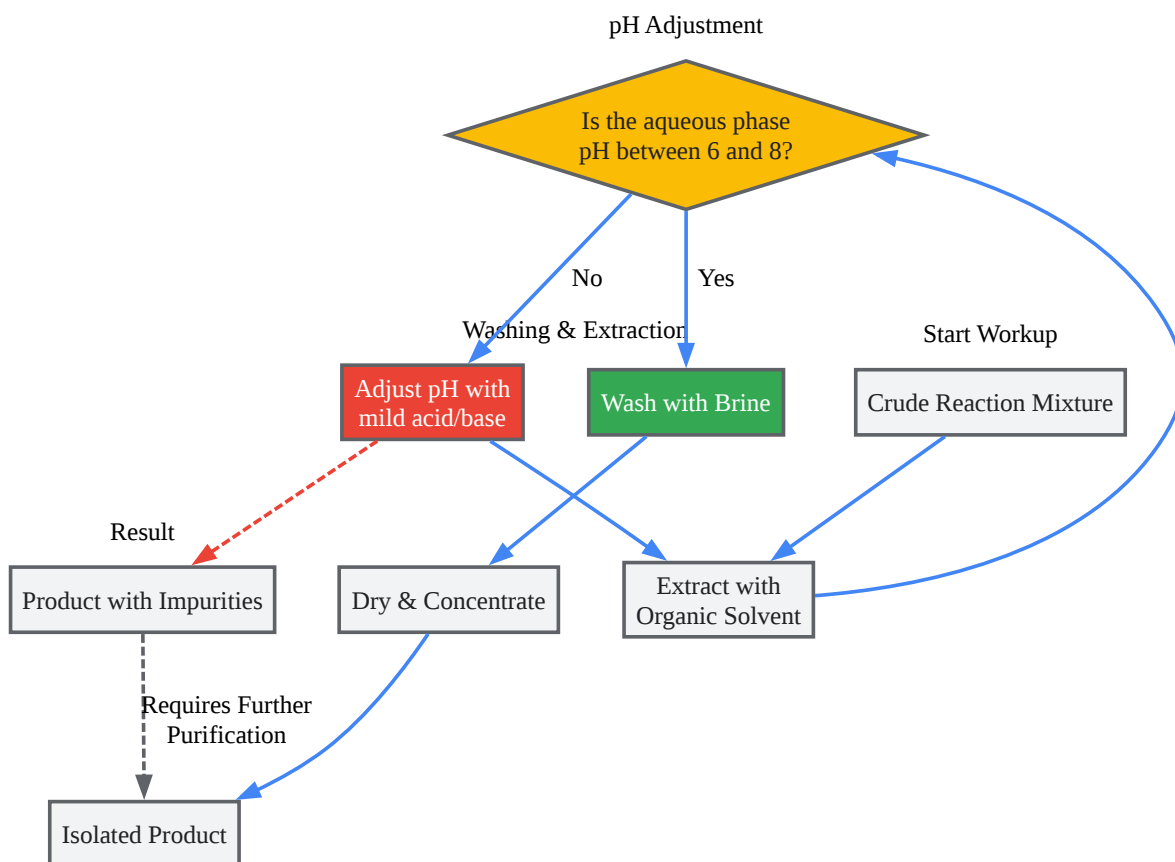 pH Adjustment
Is the aqueous phase
pH between 6 and 8?
No
Yes
Washing & Extraction
Start Workup
Adjust pH with
mild acid/base
Wash with Brine
Crude Reaction Mixture
Result
Product with Impurities
Dry & Concentrate
Extract with
Organic Solvent
Requires Further
Purification
Isolated Product